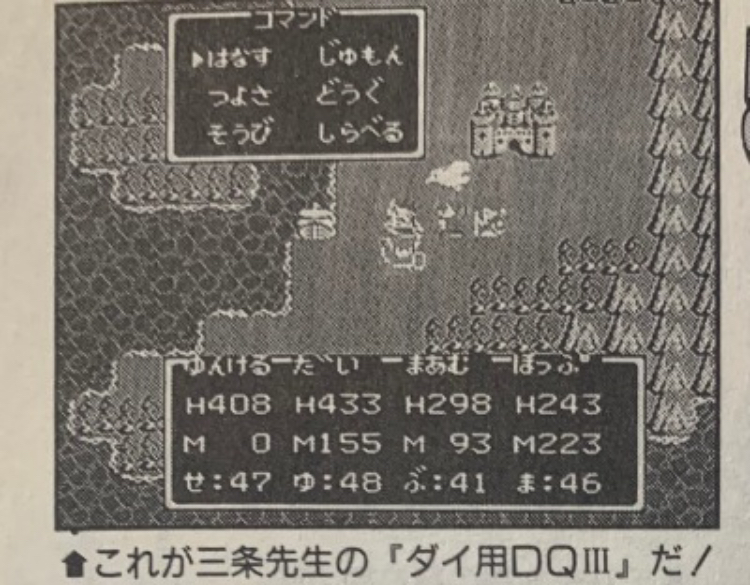 コマンド
▶はなす じゅもん
つよさ どうぐ
そうび しらべる
ゆんける だい まあむ ぽっぷ
H408 H433 H298 H243
M 0 M155 M 93 M223
せ:47 ゆ:48 ぶ:41 ま:46
⬆これが三条先生の『ダイ用DQⅢ』だ!